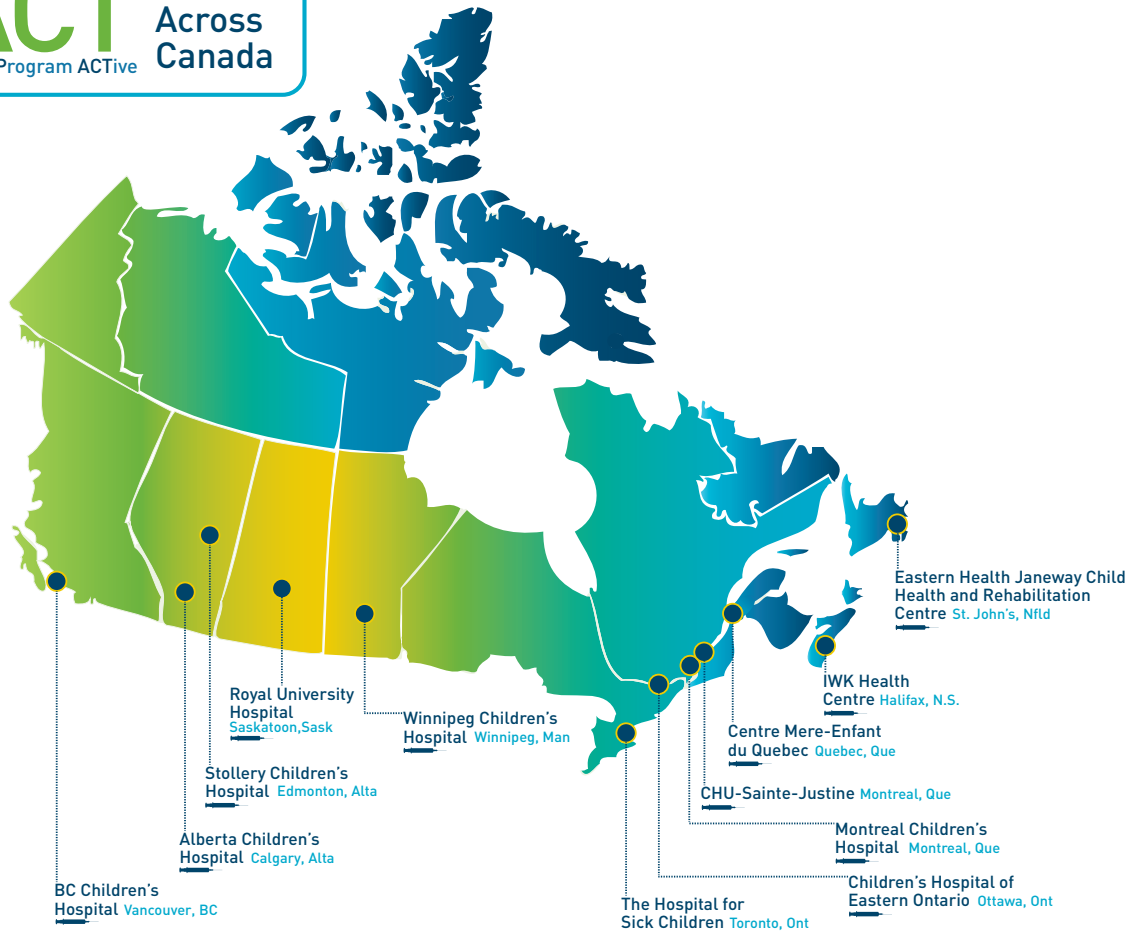 ACT
Across
Canada
Program ACTive
Eastern Health Janeway Child
Health and Rehabilitation
Centre St. John's, Nfld
IWK Health
Centre Halifax, N.S.
Royal University
Hospital
Saskatoon,Sask
Winnipeg Children's
Hospital Winnipeg, Man
Centre Mere-Enfant
du Quebec Quebec, Que
Stollery Children's
Hospital Edmonton, Alta
CHU-Sainte-Justine Montreal, Que
Alberta Children's
Hospital Calgary, Alta
Montreal Children's
Hospital Montreal, Que
BC Children's
Hospital Vancouver, BC
Children's Hospital of
Eastern Ontario Ottawa, Ont
The Hospital for
Sick Children Toronto, Ont